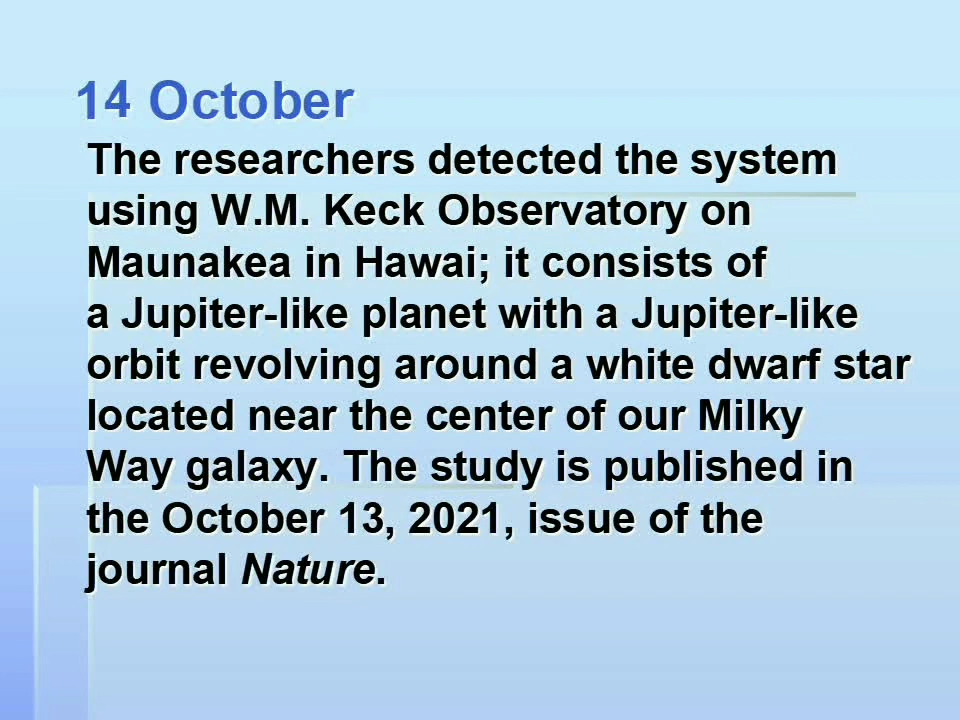 14 October
The researchers detected the system
using W.M. Keck Observatory on
Maunakea in Hawai; it consists of
a Jupiter-like planet with a Jupiter-like
orbit revolving around a white dwarf star
located near the center of our Milky
Way galaxy. The study is published in
the October 13, 2021, issue of the
journal Nature.